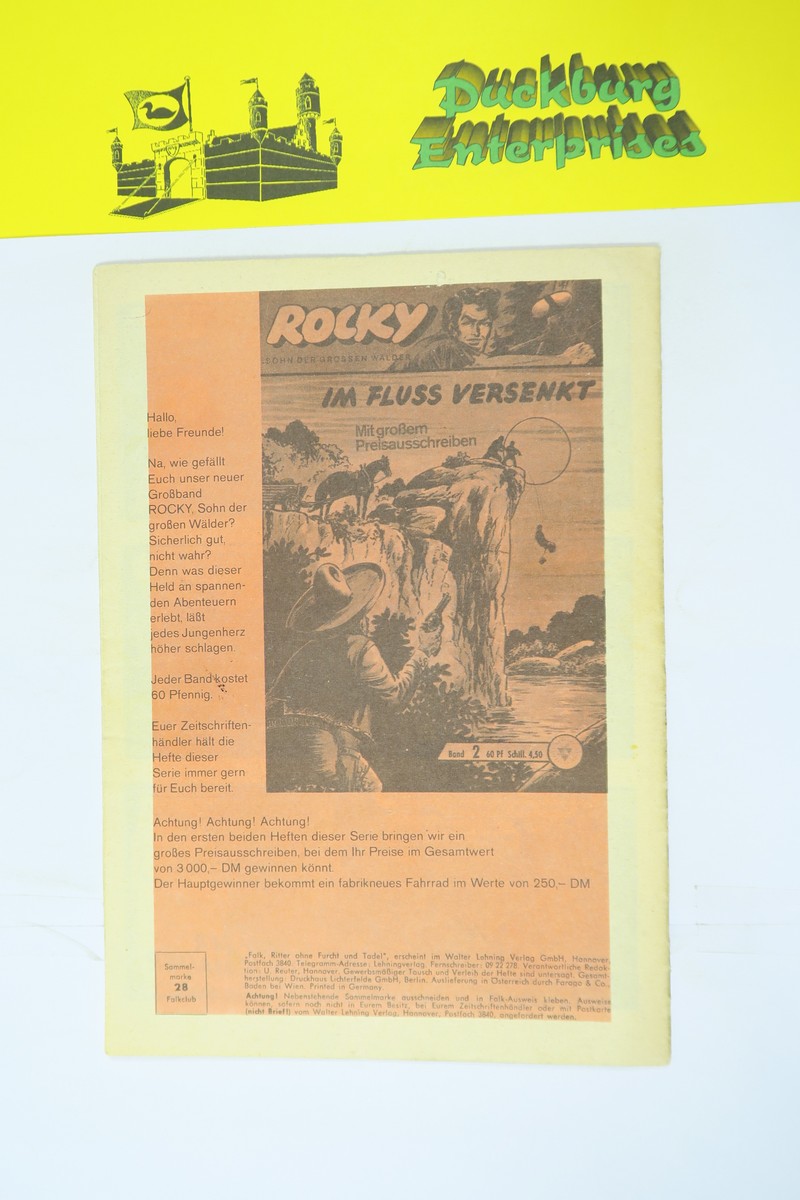 Duckburg
Enterprises
ROCKY
SOHN DER GROSSEN WÄLDER
IM FLUSS VERSENKT
Mit großem
Preisausschreiben
Hallo,
liebe Freunde!
Na, wie gefällt
Euch unser neuer
Großband
ROCKY, Sohn der
großen Wälder?
Sicherlich gut,
nicht wahr?
Denn was dieser
Held an spannen-
den Abenteuern
erlebt, läßt
jedes Jungenherz
höher schlagen.
Jeder Band kostet
60 Pfennig.
Euer Zeitschriften-
händler hält die
Hefte dieser
Serie immer gern
für Euch bereit.
Band 2 60 Pf Schill. 4,50
Achtung! Achtung! Achtung!
In den ersten beiden Heften dieser Serie bringen wir ein
großes Preisausschreiben, bei dem Ihr Preise im Gesamtwert
von 3 000,– DM gewinnen könnt.
Der Hauptgewinner bekommt ein fabrikneues Fahrrad im Werte von 250,– DM
Sammel-
marke
28
Falkclub
„Falk, Ritter ohne Furcht und Tadel", erscheint im Walter Lehning Verlag GmbH, Hannover,
Postfach 3840. Telegramm-Adresse: Lehningverlag. Fernschreiber: 09 22 278. Verantwortliche Redak-
tion: U. Reuter, Hannover. Gewerbsmäßiger Tausch und Verleih der Hefte sind untersagt. Gesamt-
herstellung: Druckhaus Lichterfelde GmbH, Berlin. Auslieferung in Österreich durch Farago & Co.,
Baden bei Wien. Printed in Germany.
Achtung! Nebenstehende Sammelmarke ausschneiden und in Falk-Ausweis kleben. Ausweise
können, sofern noch nicht in Eurem Besitz, bei Eurem Zeitschriftenhändler oder mit Postkarte
(nicht Brief!) vom Walter Lehning Verlag, Hannover, Postfach 3840, angefordert werden.